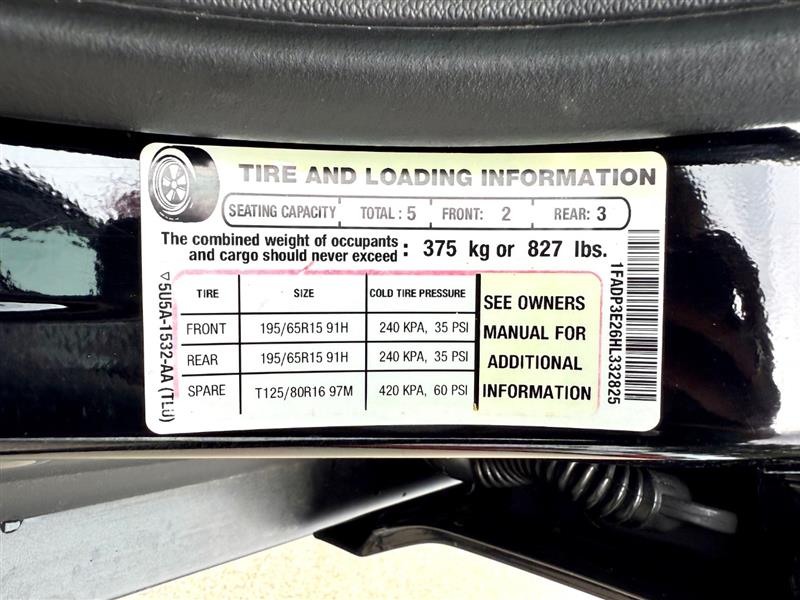 TIRE AND LOADING INFORMATION
SEATING CAPACITY TOTAL : 5 FRONT: 2 REAR: 3
The combined weight of occupants and cargo should never exceed : 375 kg or 827 lbs.
TIRE SIZE COLD TIRE PRESSURE
FRONT 195/65R15 91H 240 KPA, 35 PSI
REAR 195/65R15 91H 240 KPA, 35 PSI
SPARE T125/80R16 97M 420 KPA, 60 PSI
SEE OWNERS
MANUAL FOR
ADDITIONAL
INFORMATION
▽5U5A-1532-AA (TLU)
1FADP3E26HL332825